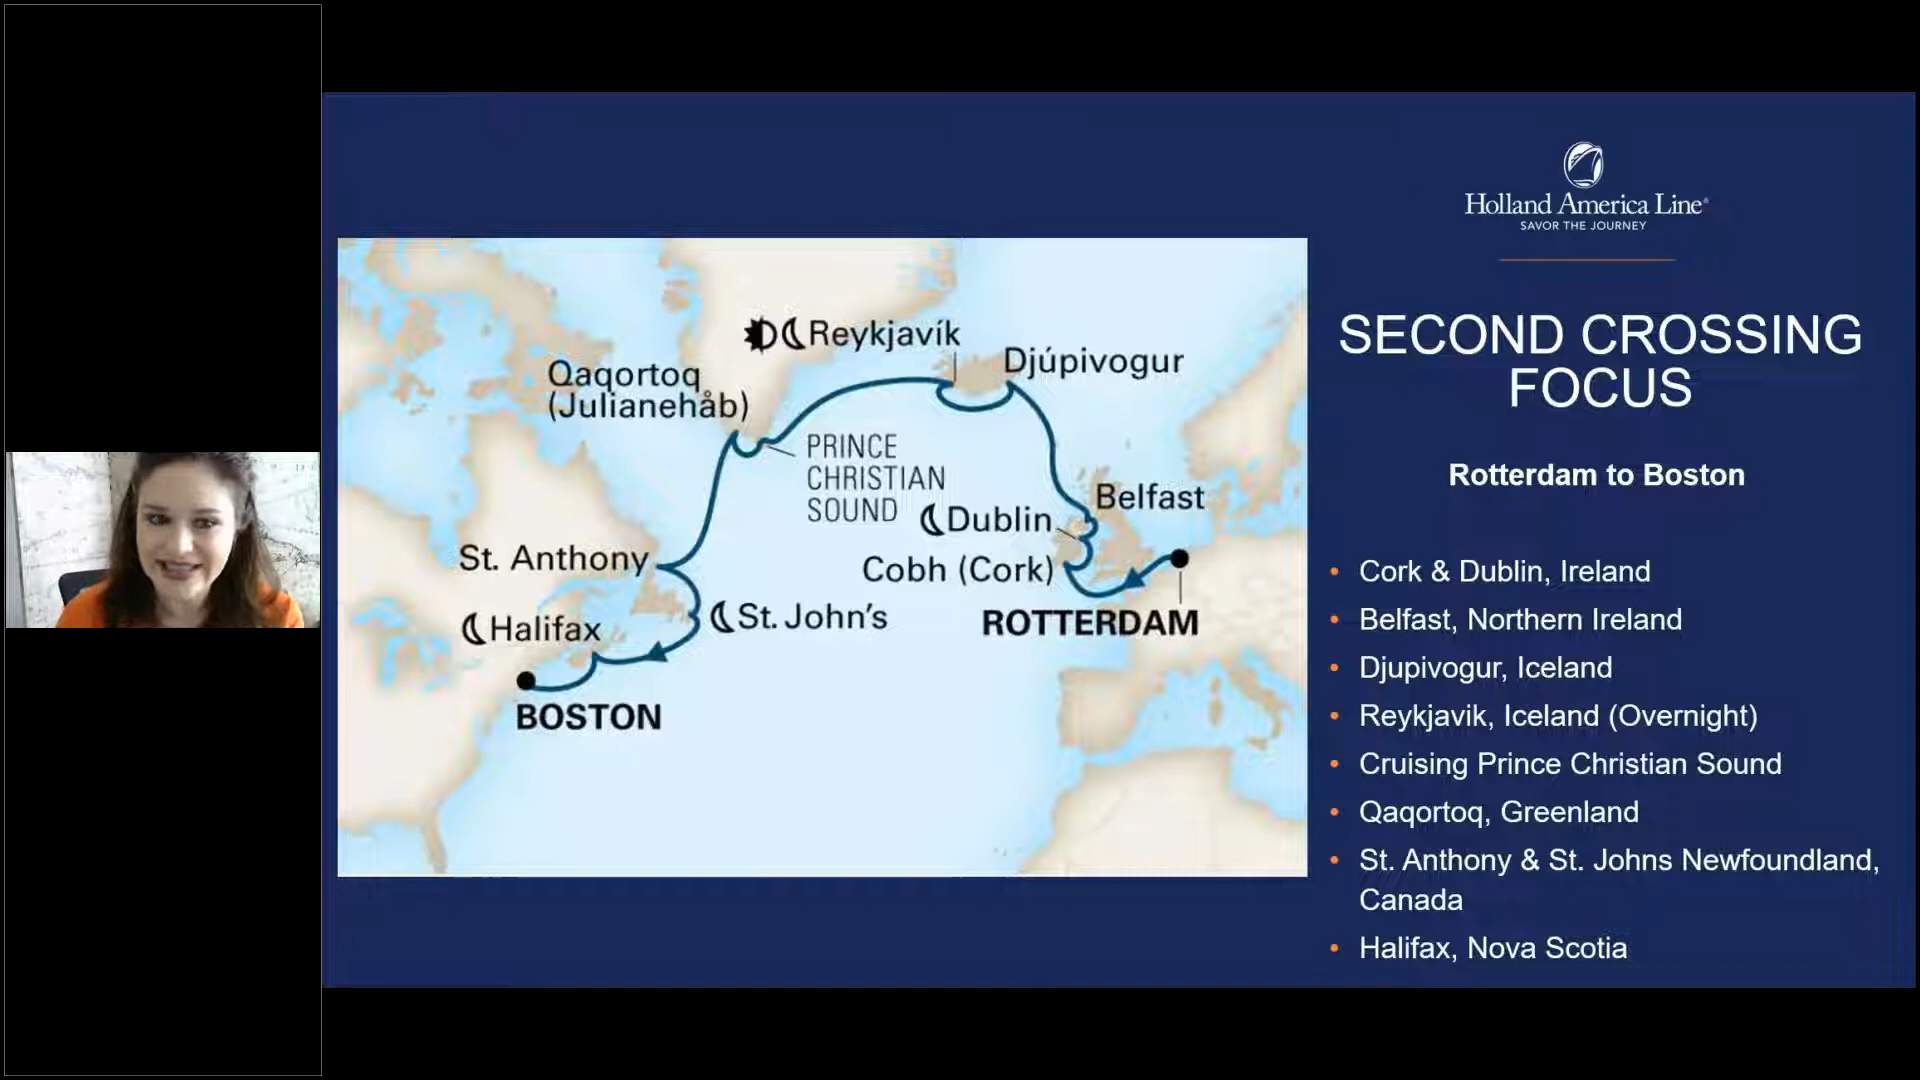 Holland America Line®
SAVOR THE JOURNEY
SECOND CROSSING
FOCUS
Rotterdam to Boston
• Cork & Dublin, Ireland
• Belfast, Northern Ireland
• Djupivogur, Iceland
• Reykjavik, Iceland (Overnight)
• Cruising Prince Christian Sound
• Qaqortoq, Greenland
• St. Anthony & St. Johns Newfoundland,
Canada
• Halifax, Nova Scotia
Reykjavík
Djúpivogur
Qaqortoq
(Julianehåb)
PRINCE
CHRISTIAN
SOUND
Belfast
Dublin
Cobh (Cork)
ROTTERDAM
St. Anthony
St. John's
Halifax
BOSTON